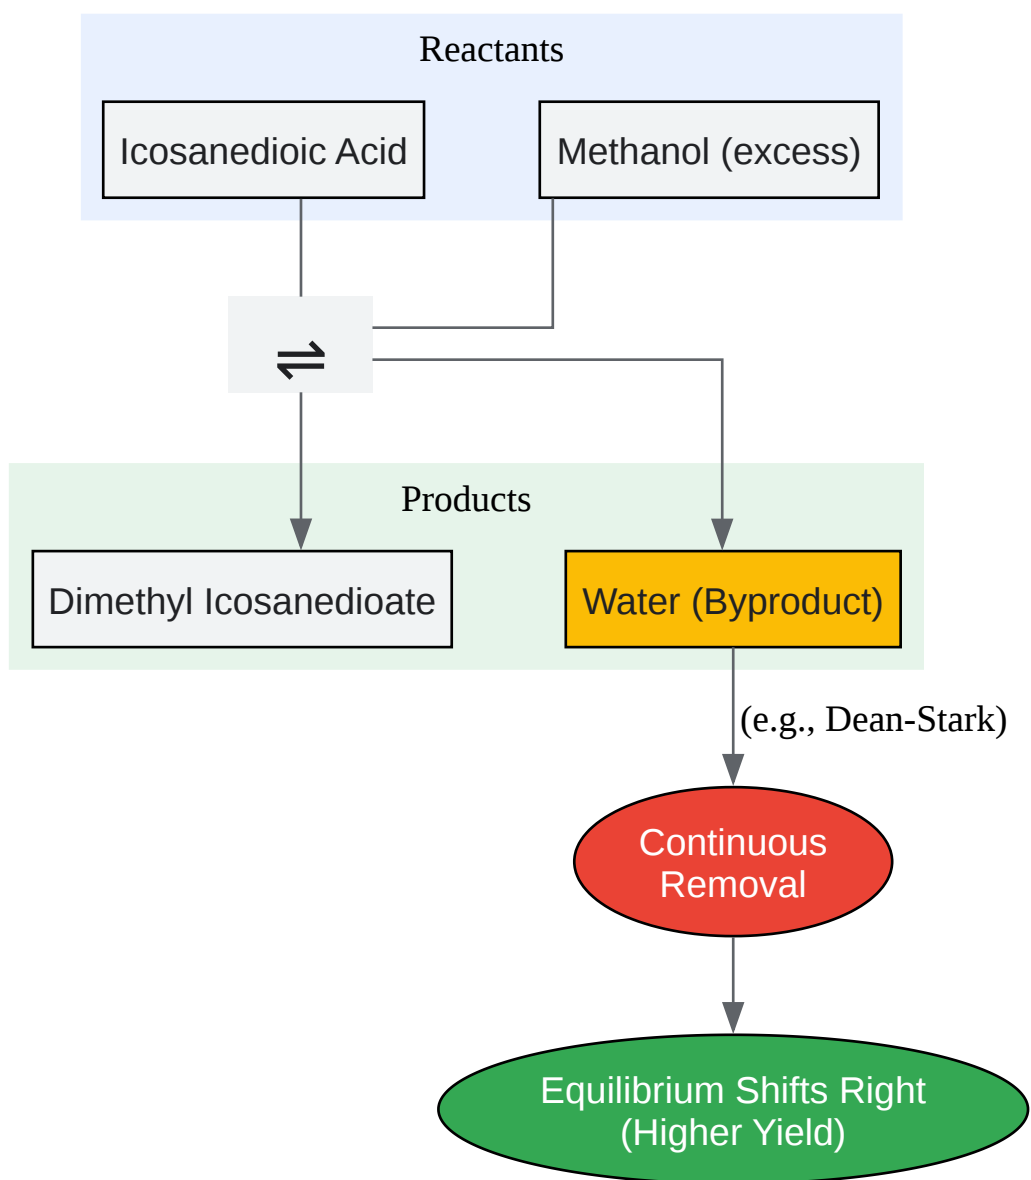 Reactants
Icosanedioic Acid
Methanol (excess)
⇌
Products
Dimethyl Icosanedioate
Water (Byproduct)
(e.g., Dean-Stark)
Continuous
Removal
Equilibrium Shifts Right
(Higher Yield)